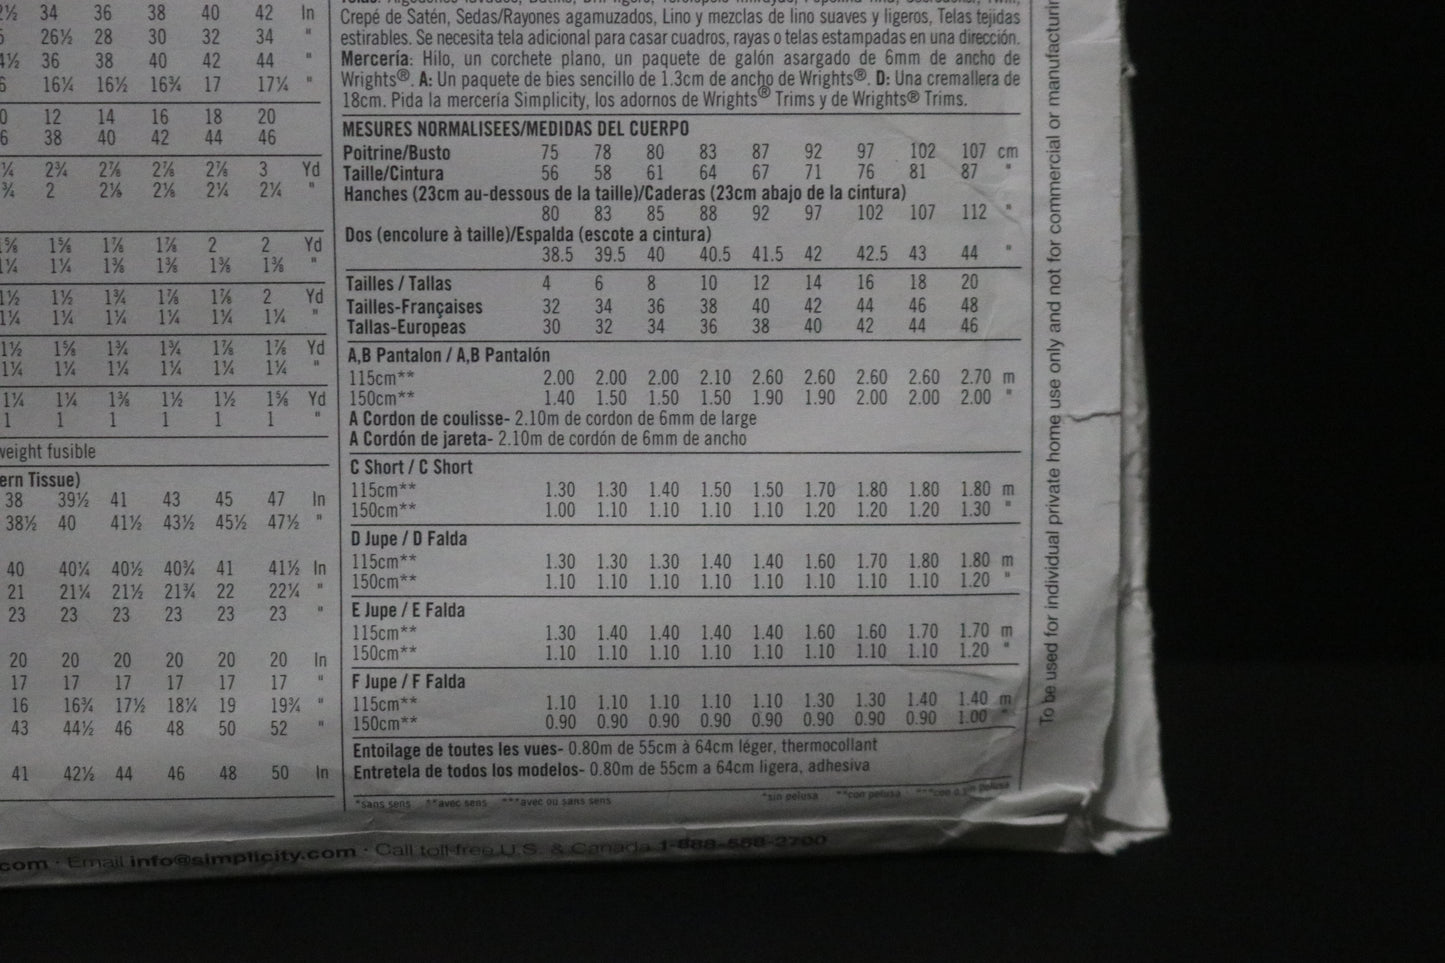 2½ 34 36 38 40 42 In
26½ 28 30 32 34 "
36 38 40 42 44 "
16¼ 16½ 16¾ 17 17¼ "
12 14 16 18 20
38 40 42 44 46
2¾ 2⅞ 2⅞ 2⅞ 3 Yd
2 2⅛ 2⅛ 2¼ 2¼ "
1⅝ 1⅞ 1⅞ 2 2 Yd
1¼ 1⅜ 1⅜ 1⅜ 1⅜ "
1½ 1½ 1¾ 1⅞ 1⅞ 2 Yd
1¼ 1¼ 1¼ 1¼ 1¼ 1¼ "
1½ 1⅝ 1¾ 1¾ 1⅞ 1⅞ Yd
1¼ 1¼ 1¼ 1¼ 1¼ 1¼ "
1¼ 1¼ 1⅜ 1½ 1½ 1⅝ Yd
1 1 1 1 1 1 "
weight fusible
ern Tissue)
38 39½ 41 43 45 47 In
38½ 40 41½ 43½ 45½ 47½ "
40 40¼ 40½ 40¾ 41 41½ In
21 21¼ 21½ 21¾ 22 22¼ "
23 23 23 23 23 23 "
20 20 20 20 20 20 In
17 17 17 17 17 17 "
16 16¾ 17½ 18¼ 19 19¾ "
43 44½ 46 48 50 52 "
41 42½ 44 46 48 50 In
Crepé de Satén, Sedas/Rayones agamuzados, Lino y mezclas de lino suaves y ligeros, Telas tejidas
estirables. Se necesita tela adicional para casar cuadros, rayas o telas estampadas en una dirección.
Mercería: Hilo, un corchete plano, un paquete de galón asargado de 6mm de ancho de
Wrights®. A: Un paquete de bies sencillo de 1.3cm de ancho de Wrights®. D: Una cremallera de
18cm. Pida la mercería Simplicity, los adornos de Wrights® Trims y de Wrights® Trims.
MESURES NORMALISEES/MEDIDAS DEL CUERPO
Poitrine/Busto 75 78 80 83 87 92 97 102 107 cm
Taille/Cintura 56 58 61 64 67 71 76 81 87 "
Hanches (23cm au-dessous de la taille)/Caderas (23cm abajo de la cintura)
80 83 85 88 92 97 102 107 112 "
Dos (encolure à taille)/Espalda (escote a cintura)
38.5 39.5 40 40.5 41.5 42 42.5 43 44 "
Tailles / Tallas 4 6 8 10 12 14 16 18 20
Tailles-Françaises 32 34 36 38 40 42 44 46 48
Tallas-Europeas 30 32 34 36 38 40 42 44 46
A,B Pantalon / A,B Pantalón
115cm** 2.00 2.00 2.00 2.10 2.60 2.60 2.60 2.60 2.70 m
150cm** 1.40 1.50 1.50 1.50 1.90 1.90 2.00 2.00 2.00 "
A Cordon de coulisse- 2.10m de cordon de 6mm de large
A Cordón de jareta- 2.10m de cordón de 6mm de ancho
C Short / C Short
115cm** 1.30 1.30 1.40 1.50 1.50 1.70 1.80 1.80 1.80 m
150cm** 1.00 1.10 1.10 1.10 1.10 1.20 1.20 1.20 1.30 "
D Jupe / D Falda
115cm** 1.30 1.30 1.30 1.40 1.40 1.60 1.70 1.80 1.80 m
150cm** 1.10 1.10 1.10 1.10 1.10 1.10 1.10 1.10 1.20 "
E Jupe / E Falda
115cm** 1.30 1.40 1.40 1.40 1.40 1.60 1.60 1.70 1.70 m
150cm** 1.10 1.10 1.10 1.10 1.10 1.10 1.10 1.10 1.20 "
F Jupe / F Falda
115cm** 1.10 1.10 1.10 1.10 1.10 1.30 1.30 1.40 1.40 m
150cm** 0.90 0.90 0.90 0.90 0.90 0.90 0.90 0.90 1.00 "
Entoilage de toutes les vues- 0.80m de 55cm à 64cm léger, thermocollant
Entretela de todos los modelos- 0.80m de 55cm a 64cm ligera, adhesiva
*sans sens **avec sens ***avec ou sans sens *sin pelusa **con pelusa ***con o sin pelusa
.com · Email info@simplicity.com · Call toll-free U.S. & Canada 1-888-588-2700
To be used for individual private home use only and not for commercial or manufacturin